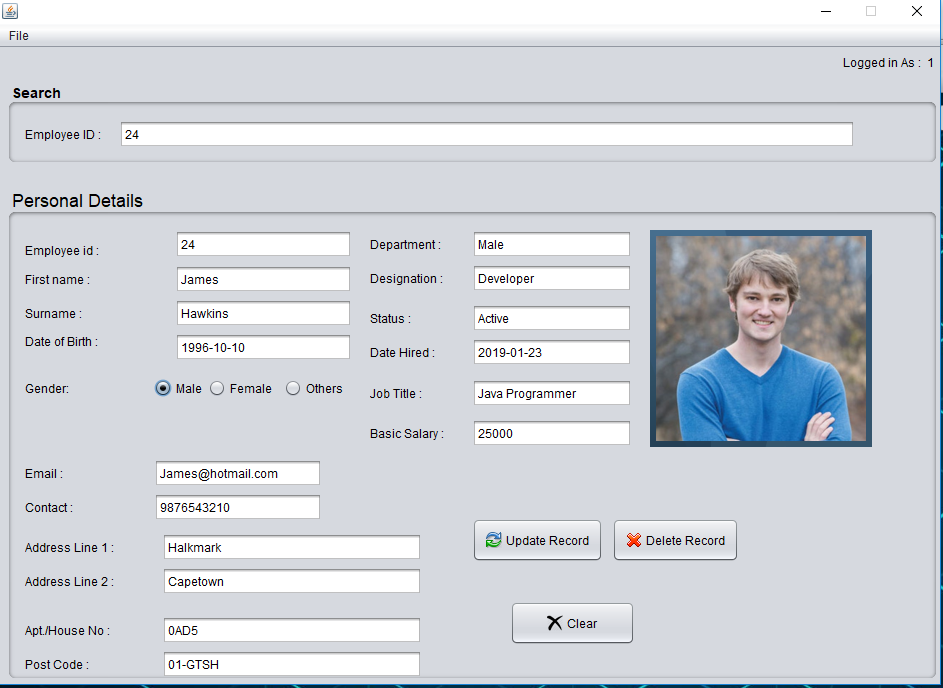 File
Logged in As : 1
Search
Employee ID : 24
Personal Details
Employee id : 24
Department : Male
First name : James
Designation : Developer
Surname : Hawkins
Status : Active
Date of Birth : 1996-10-10
Date Hired : 2019-01-23
Gender: Male Female Others
Job Title : Java Programmer
Basic Salary : 25000
Email : James@hotmail.com
Contact : 9876543210
Address Line 1 : Halkmark
Update Record Delete Record
Address Line 2 : Capetown
Clear
Apt./House No : 0AD5
Post Code : 01-GTSH